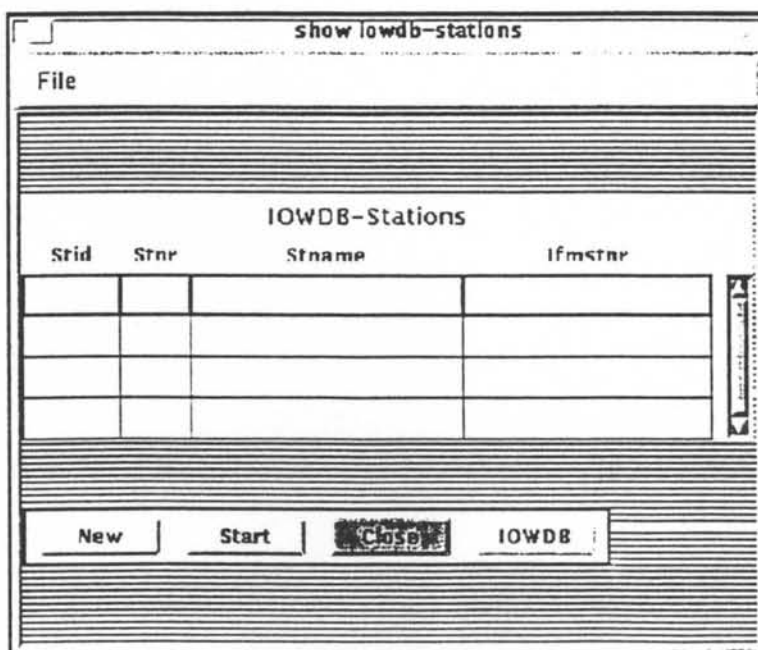 show iowdb-stations
File
IOWDB-Stations
Stid Stnr Stname Ifmstnr
New Start Close IOWDB